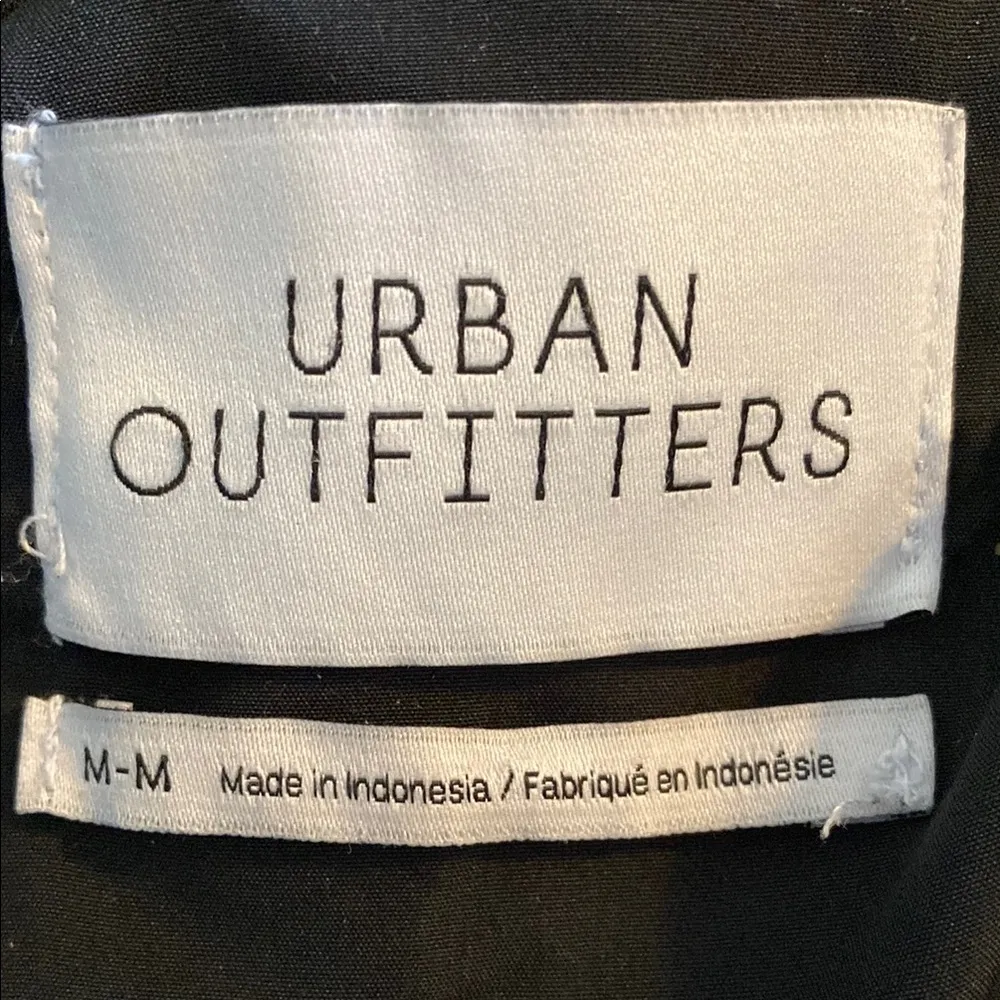 URBAN
OUTFITTERS
M-M Made in Indonesia / Fabriqué en Indonésie